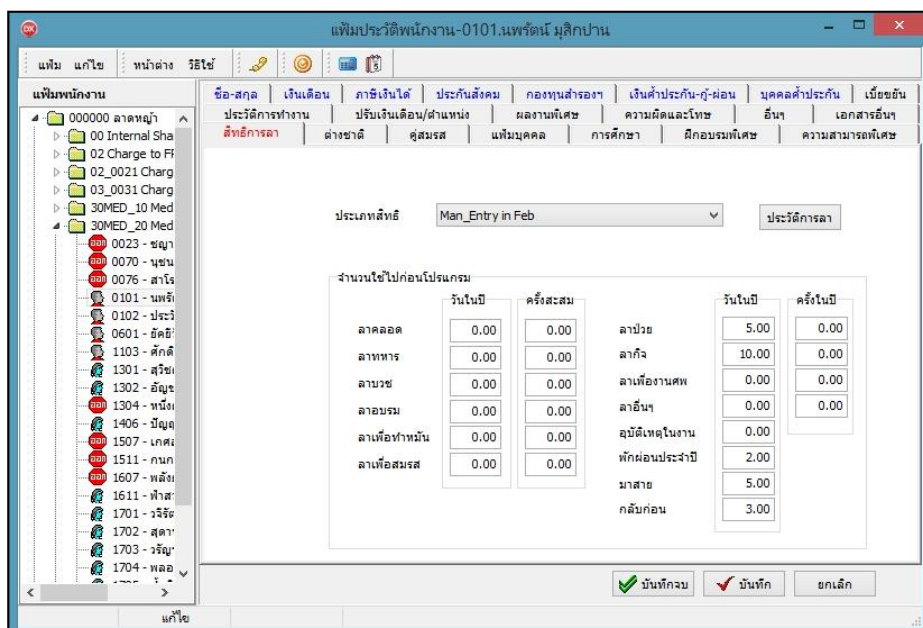 แฟ้มประวัติพนักงาน-0101.นพรัตน์ มุสิกปาน
แฟ้ม แก้ไข หน้าต่าง วิธีใช้
แฟ้มพนักงาน
000000 ลาดหญ้า
00 Internal Sha
02 Charge to FI
02_0021 Charg
03_0031 Charg
30MED_10 Med
30MED_20 Med
0023 - ชญา
0070 - นุชน
0076 - สาโร
0101 - นพรั
0102 - ประวิ
0601 - ยัคยิ
1103 - ศักดิ
1301 - สุวิช
1302 - อัญช
1304 - หนึ่ง
1406 - ปัญญ
1507 - เกศ
1511 - กนก
1607 - พลัง
1611 - ฟ้าส
1701 - วจิรัต
1702 - สุดา
1703 - วรัญ
1704 - พลอ
ชื่อ-สกุล เงินเดือน ภาษีเงินได้ ประกันสังคม กองทุนสำรองฯ เงินค้ำประกัน-กู้-ผ่อน บุคคลค้ำประกัน เบี้ยขยัน
ประวัติการทำงาน ปรับเงินเดือน/ตำแหน่ง ผลงานพิเศษ ความผิดและโทษ อื่นๆ เอกสารอื่นๆ
สิทธิการลา ต่างชาติ คู่สมรส แฟ้มบุคคล การศึกษา ฝึกอบรมพิเศษ ความสามารถพิเศษ
ประเภทสิทธิ Man_Entry in Feb ประวัติการลา
จำนวนใช้ไปก่อนโปรแกรม
วันในปี ครั้งสะสม
ลาคลอด 0.00 0.00
ลาทหาร 0.00 0.00
ลาบวช 0.00 0.00
ลาอบรม 0.00 0.00
ลาเพื่อทำหมัน 0.00 0.00
ลาเพื่อสมรส 0.00 0.00
วันในปี ครั้งในปี
ลาป่วย 5.00 0.00
ลากิจ 10.00 0.00
ลาเพื่องานศพ 0.00 0.00
ลาอื่นๆ 0.00 0.00
อุบัติเหตุในงาน 0.00
พักผ่อนประจำปี 2.00
มาสาย 5.00
กลับก่อน 3.00
บันทึกจบ บันทึก ยกเลิก
แก้ไข